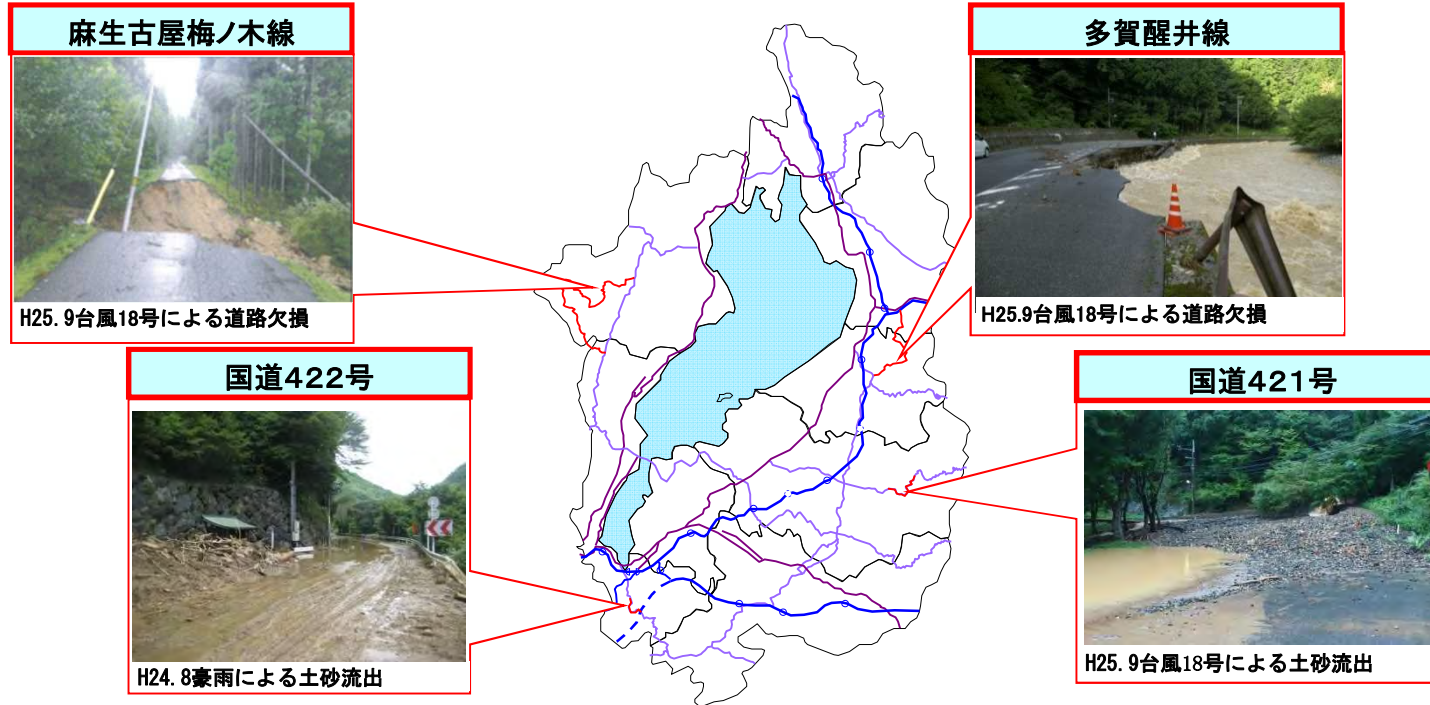 麻生古屋梅ノ木線
H25.9台風18号による道路欠損
多賀醒井線
H25.9台風18号による道路欠損
国道422号
H24.8豪雨による土砂流出
国道421号
H25.9台風18号による土砂流出